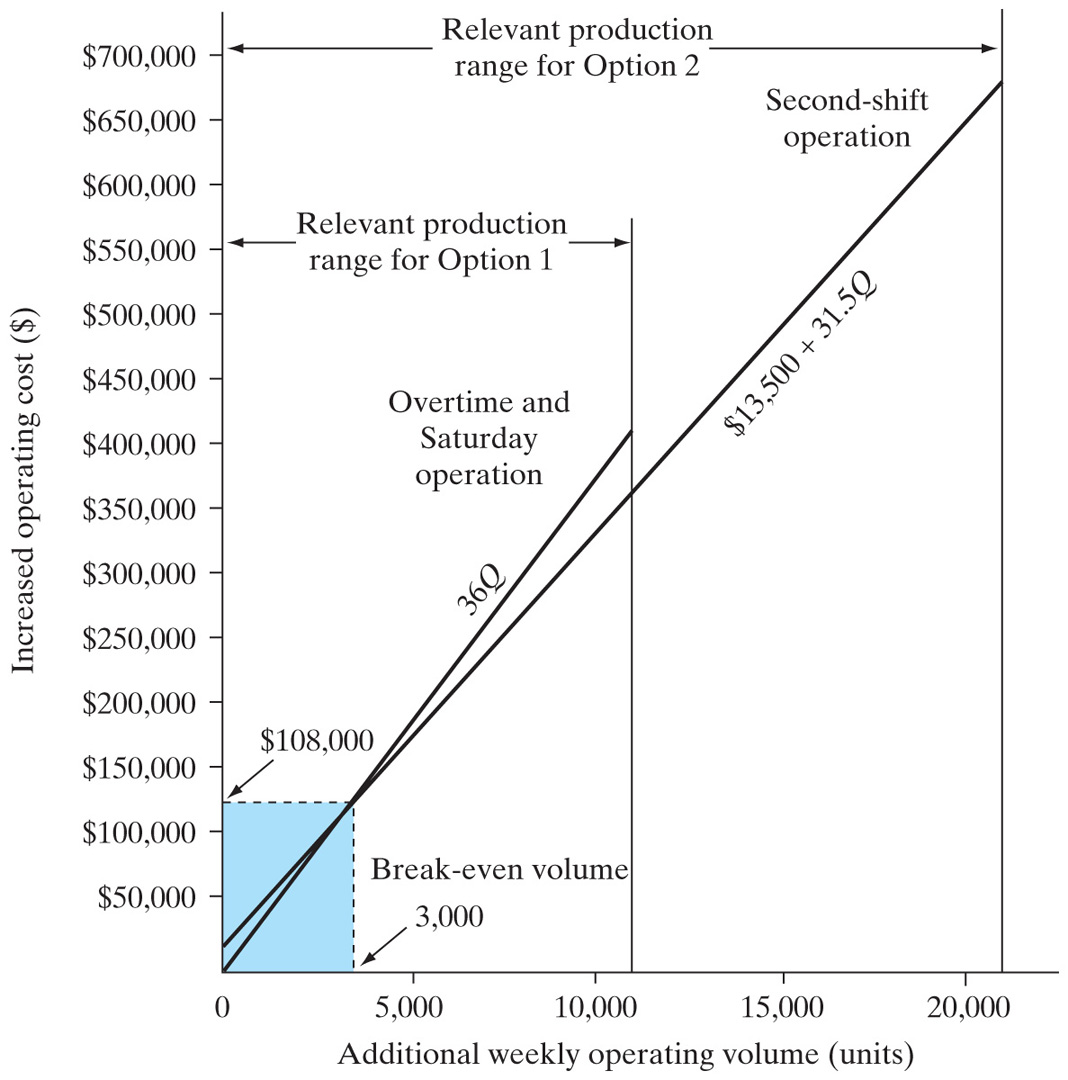 Relevant production
range for Option 2
$700,000
$650,000
$600,000
$550,000
$500,000
$450,000
$400,000
$350,000
$300,000
$250,000
$200,000
$150,000
$100,000
$50,000
Increased operating cost ($)
Second-shift
operation
Relevant production
range for Option 1
$13,500 + 31.5Q
Overtime and
Saturday
operation
36Q
$108,000
Break-even volume
3,000
0
5,000
10,000
15,000
20,000
Additional weekly operating volume (units)